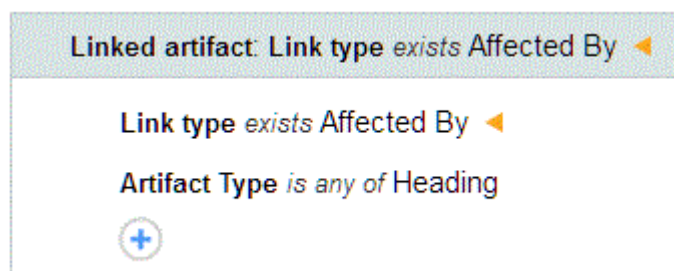 Linked artifact: Link type exists Affected By
Link type exists Affected By
Artifact Type is any of Heading